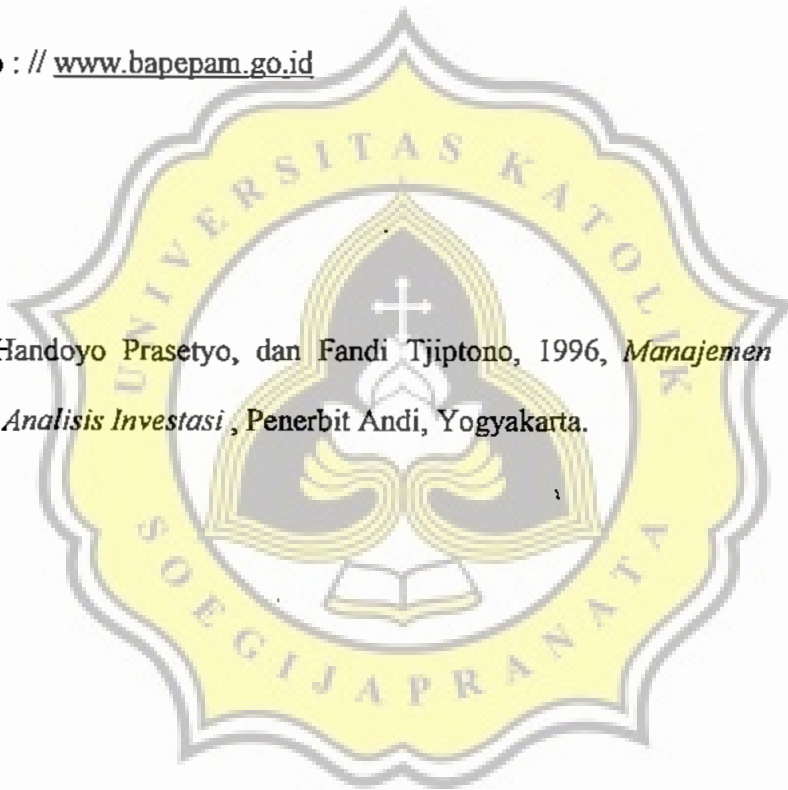 : // www.bapepam.go.id
UNIVERSITAS KATOLIK
Handoyo Prasetyo, dan Fandi Tjiptono, 1996, Manajemen
Analisis Investasi , Penerbit Andi, Yogyakarta.
SOEGIJAPRANATA